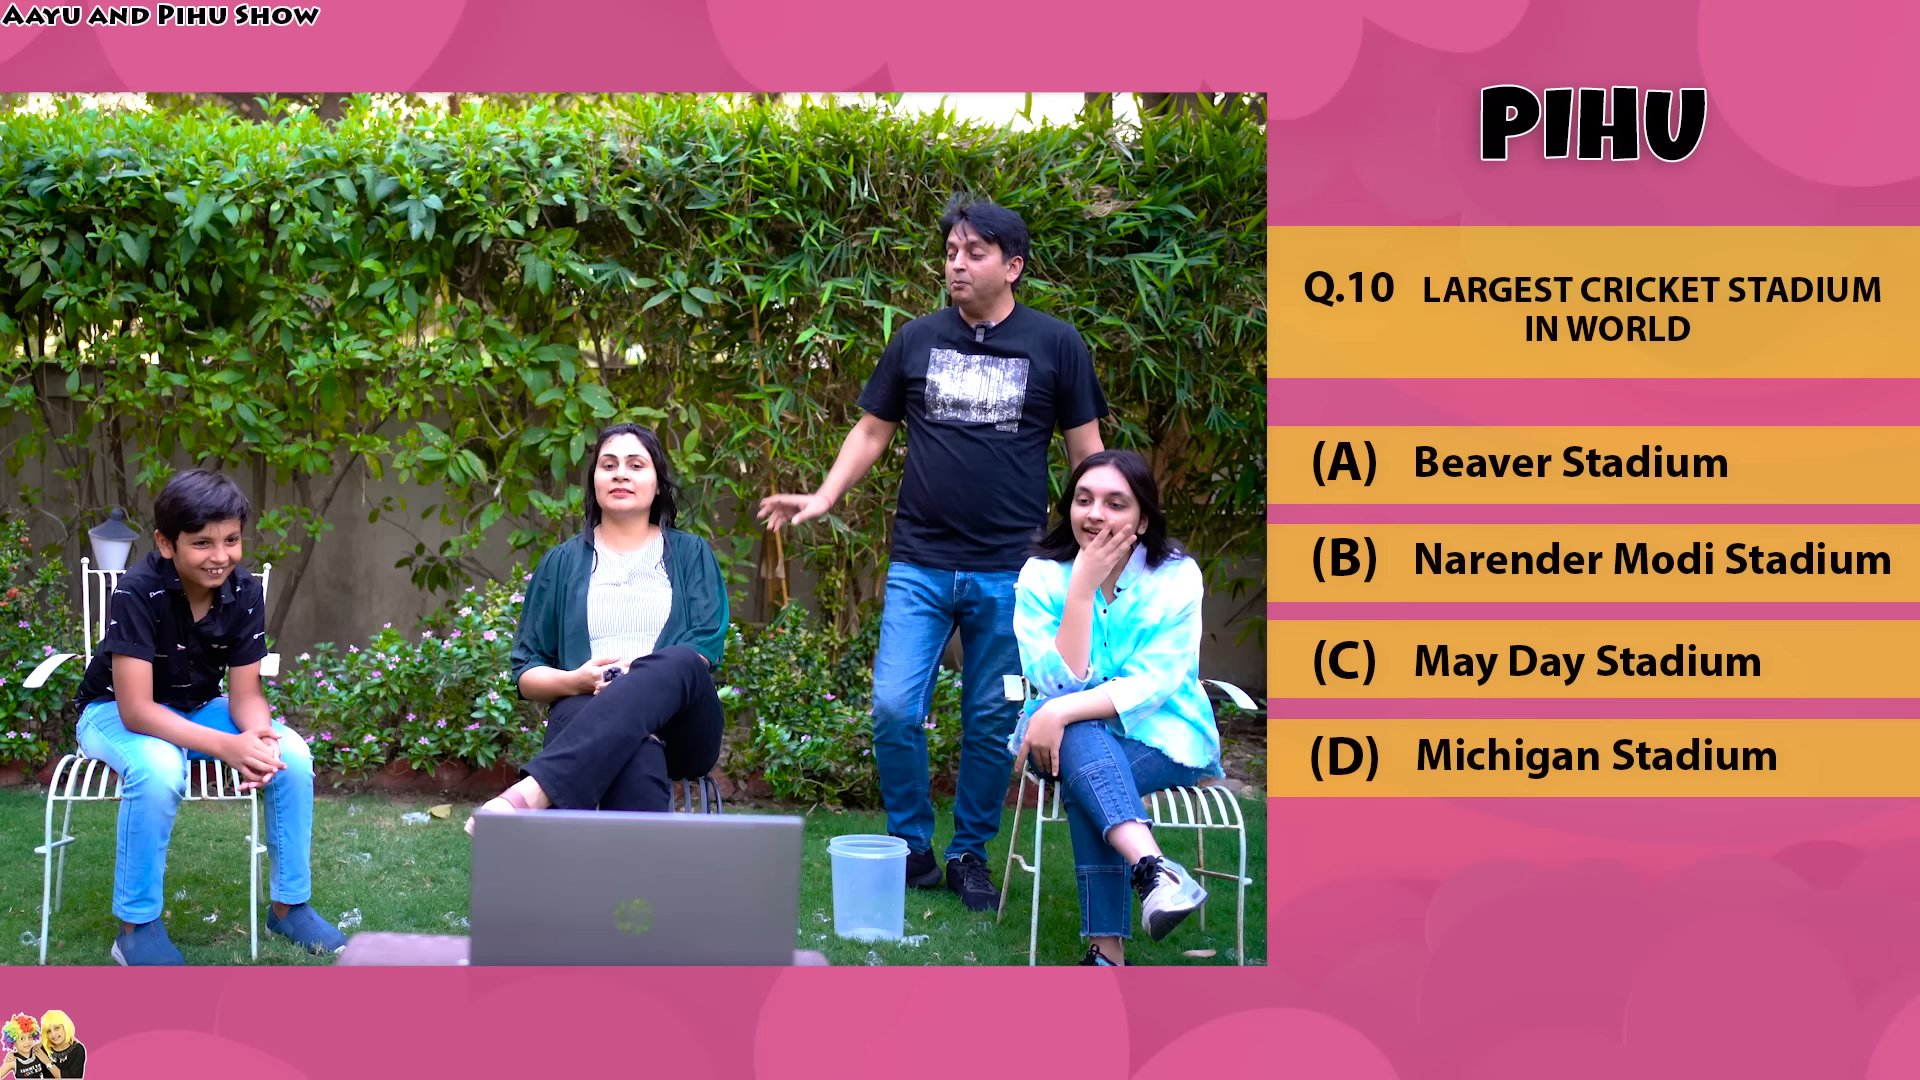 Aayu and Pihu Show
PIHU
Q.10 LARGEST CRICKET STADIUM
IN WORLD
(A) Beaver Stadium
(B) Narender Modi Stadium
(C) May Day Stadium
(D) Michigan Stadium